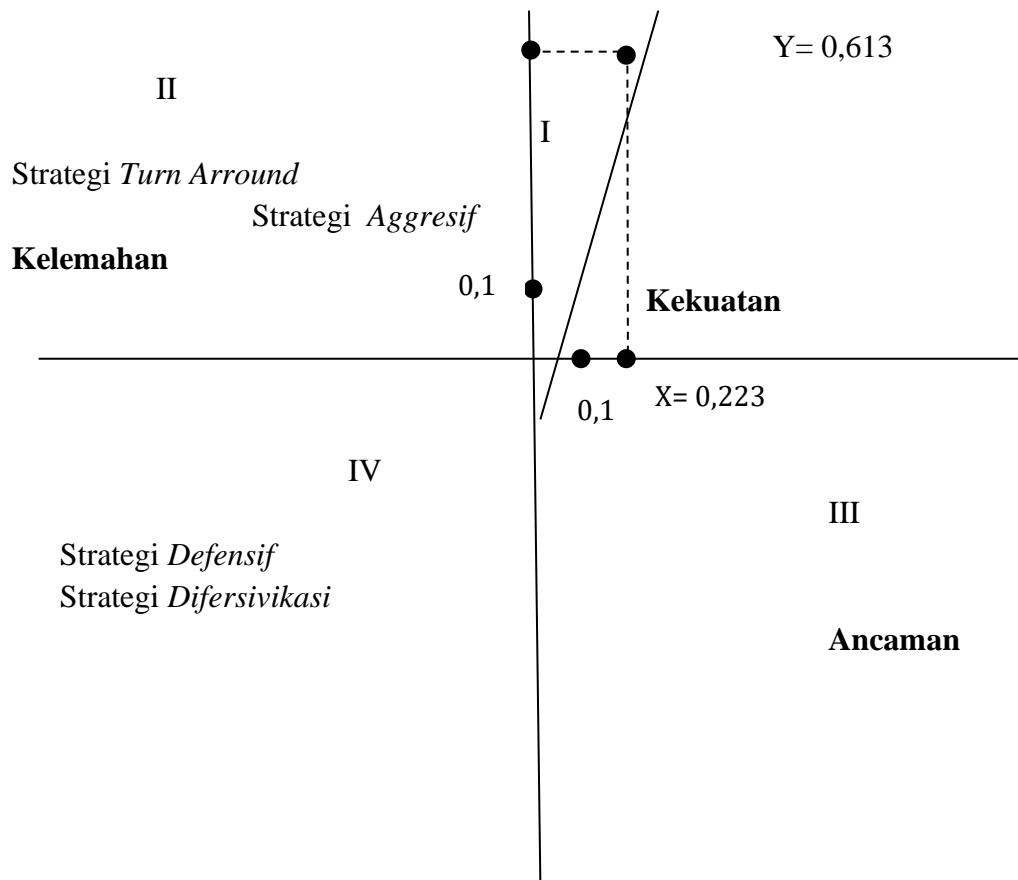 Y= 0,613
II
I
Strategi Turn Arround
Strategi Aggresif
Kelemahan
0,1
Kekuatan
0,1
X= 0,223
IV
III
Strategi Defensif
Strategi Difersivikasi
Ancaman